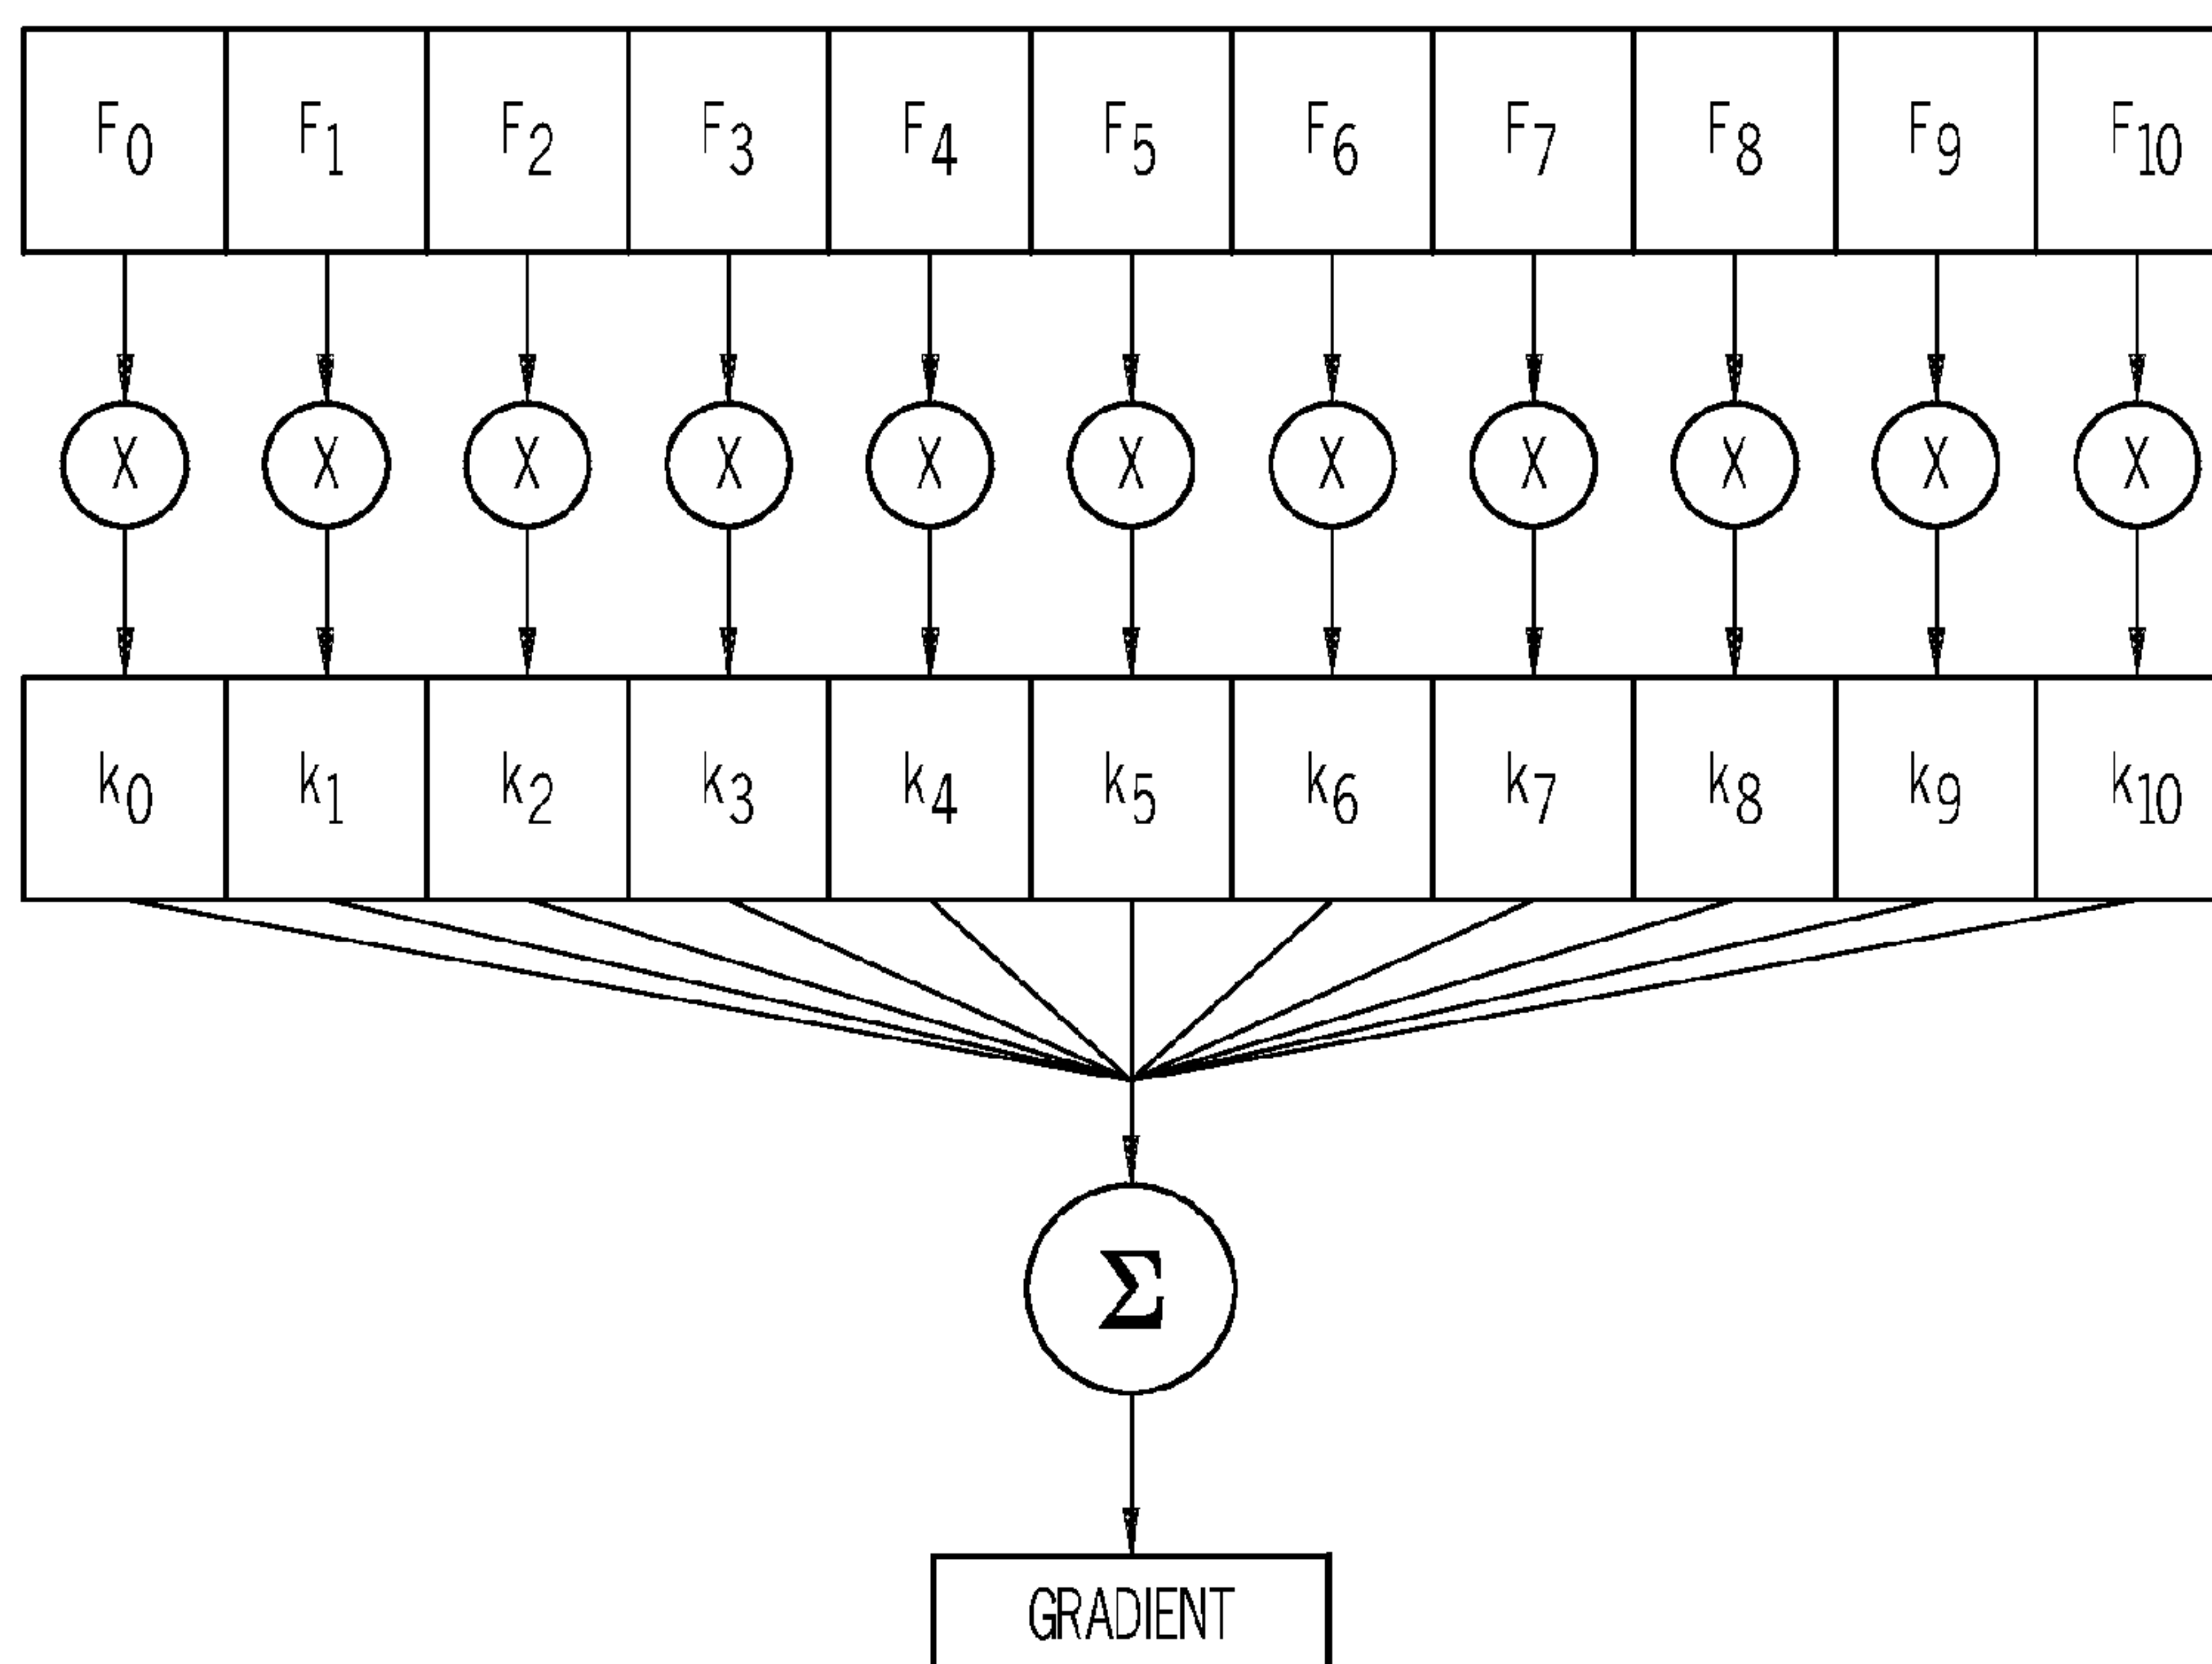 F0 F1 F2 F3 F4 F5 F6 F7 F8 F9 F10
X X X X X X X X X X X
k0 k1 k2 k3 k4 k5 k6 k7 k8 k9 k10
Σ
GRADIENT